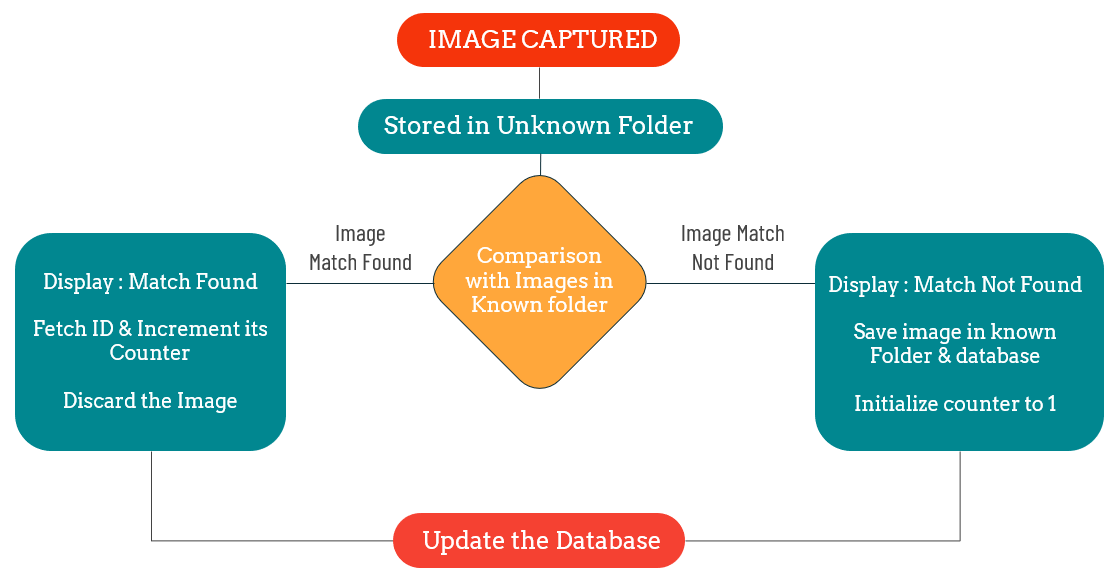 IMAGE CAPTURED
Stored in Unknown Folder
Image
Match Found
Image Match
Not Found
Comparison
with Images in
Known folder
Display : Match Found
Fetch ID & Increment its
Counter
Discard the Image
Display : Match Not Found
Save image in known
Folder & database
Initialize counter to 1
Update the Database